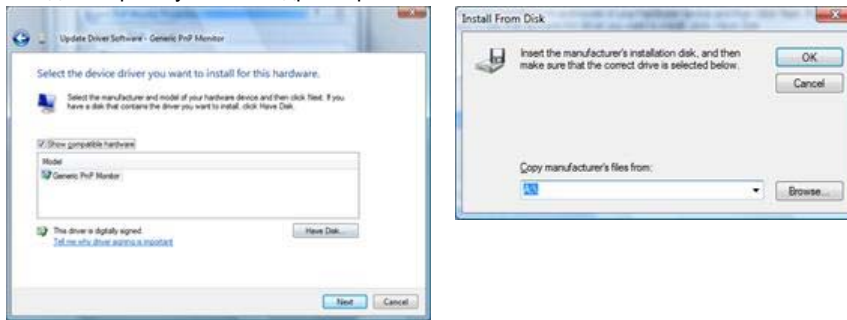 Update Driver Software - Generic PnP Monitor
Select the device driver you want to install for this hardware.
Select the manufacturer and model of your hardware device and then click Next. If you
have a disk that contains the driver you want to install, click Have Disk.
Show compatible hardware
Model
Generic PnP Monitor
This driver is digitally signed.
Tell me why driver signing is important
Have Disk...
Next
Cancel
Install From Disk
Insert the manufacturer's installation disk, and then
make sure that the correct drive is selected below.
OK
Cancel
Copy manufacturer's files from:
A:\
Browse...